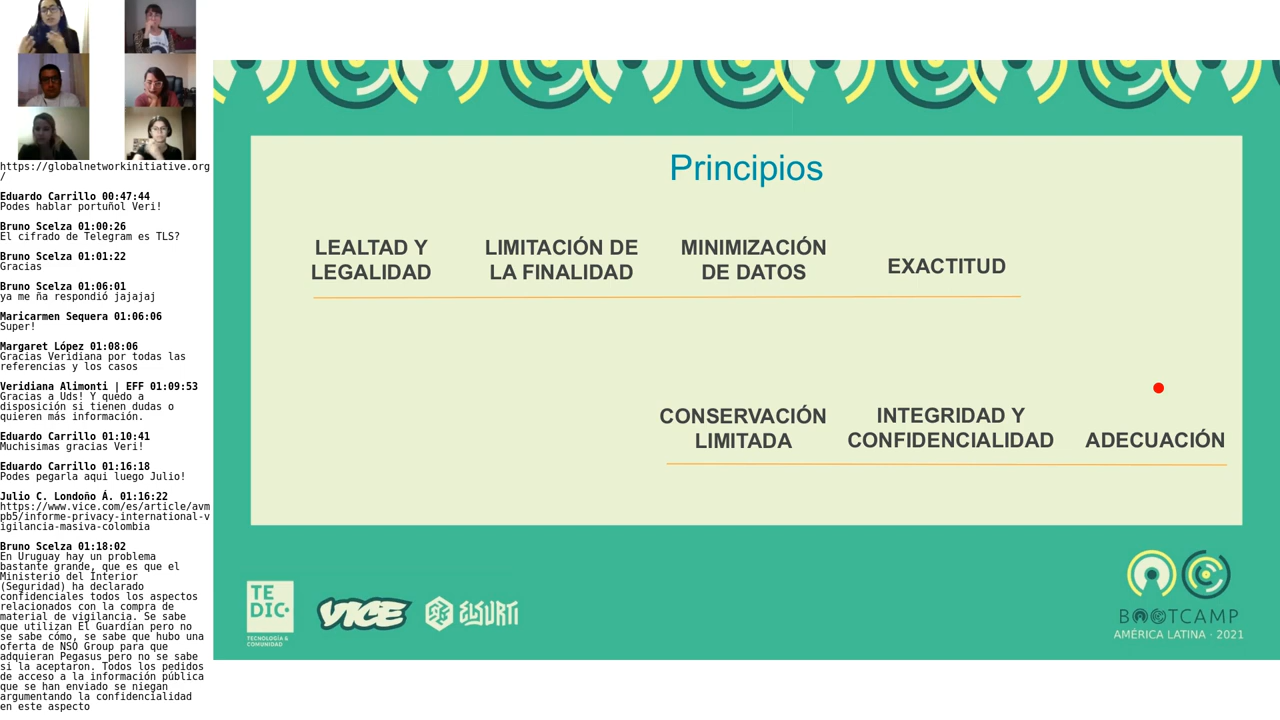 https://globalnetworkinitiative.org
/
Eduardo Carrillo 00:47:44
Podes hablar portuñol Veri!
Bruno Scelza 01:00:26
El cifrado de Telegram es TLS?
Bruno Scelza 01:01:22
Gracias
Bruno Scelza 01:06:01
ya me ña respondió jajajaj
Maricarmen Sequera 01:06:06
Super!
Margaret López 01:08:06
Gracias Veridiana por todas las
referencias y los casos
Veridiana Alimonti | EFF 01:09:53
Gracias a Uds! Y quedo a
disposición si tienen dudas o
quieren más información.
Eduardo Carrillo 01:10:41
Muchisimas gracias Veri!
Eduardo Carrillo 01:16:18
Podes pegarla aqui luego Julio!
Julio C. Londoño Á. 01:16:22
https://www.vice.com/es/article/avm
pb5/informe-privacy-international-v
igilancia-masiva-colombia
Bruno Scelza 01:18:02
En Uruguay hay un problema
bastante grande, que es que el
Ministerio del Interior
(Seguridad) ha declarado
confidenciales todos los aspectos
relacionados con la compra de
material de vigilancia. Se sabe
que utilizan El Guardian pero no
se sabe cómo, se sabe que hubo una
oferta de NSO Group para que
adquieran Pegasus pero no se sabe
si la aceptaron. Todos los pedidos
de acceso a la información pública
que se han enviado se niegan
argumentando la confidencialidad
en este aspecto
Principios
LEALTAD Y
LEGALIDAD
LIMITACIÓN DE
LA FINALIDAD
MINIMIZACIÓN
DE DATOS
EXACTITUD
CONSERVACIÓN
LIMITADA
INTEGRIDAD Y
CONFIDENCIALIDAD
ADECUACIÓN
TE
DIC
TECNOLOGÍA &
COMUNIDAD
VICE
ELSURTI
BOOTCAMP
AMÉRICA LATINA · 2021